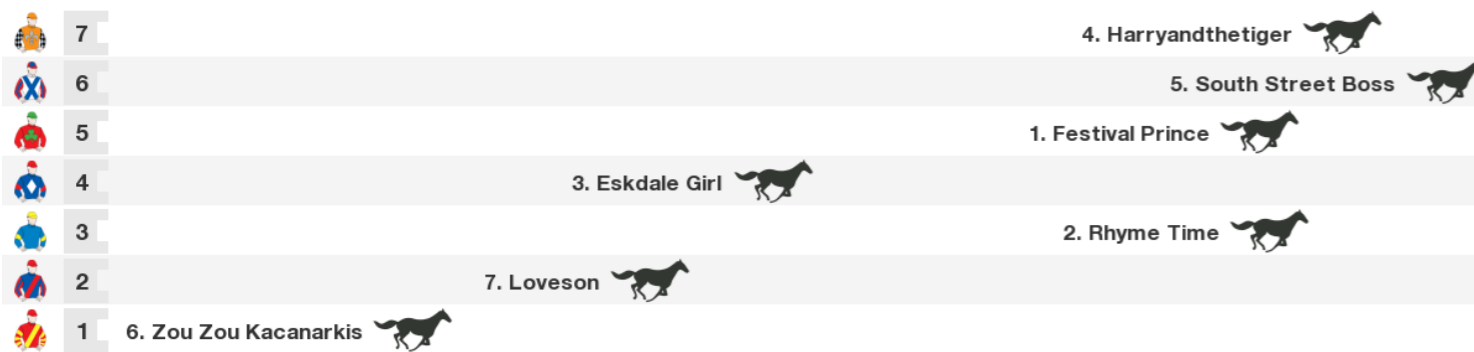 7 4. Harryandthetiger
6 5. South Street Boss
5 1. Festival Prince
4 3. Eskdale Girl
3 2. Rhyme Time
2 7. Loveson
1 6. Zou Zou Kacanarkis